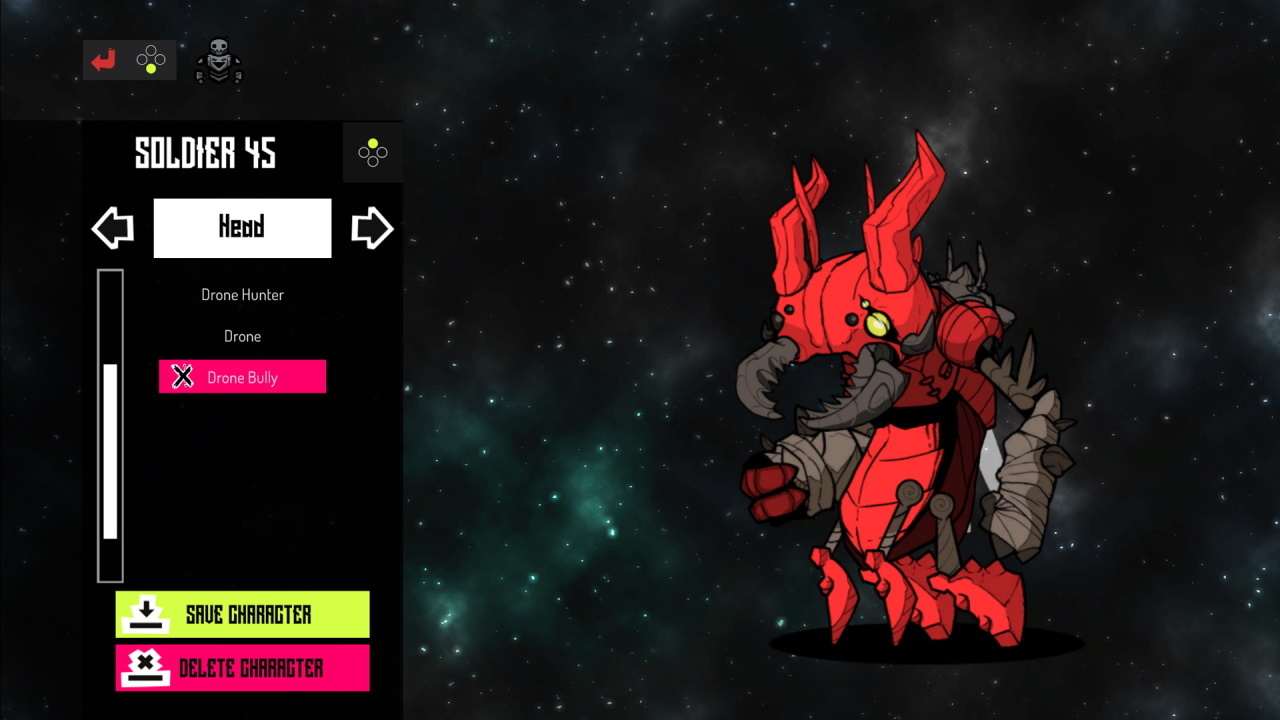 SOLDIER 45
Head
Drone Hunter
Drone
Drone Bully
SAVE CHARACTER
DELETE CHARACTER